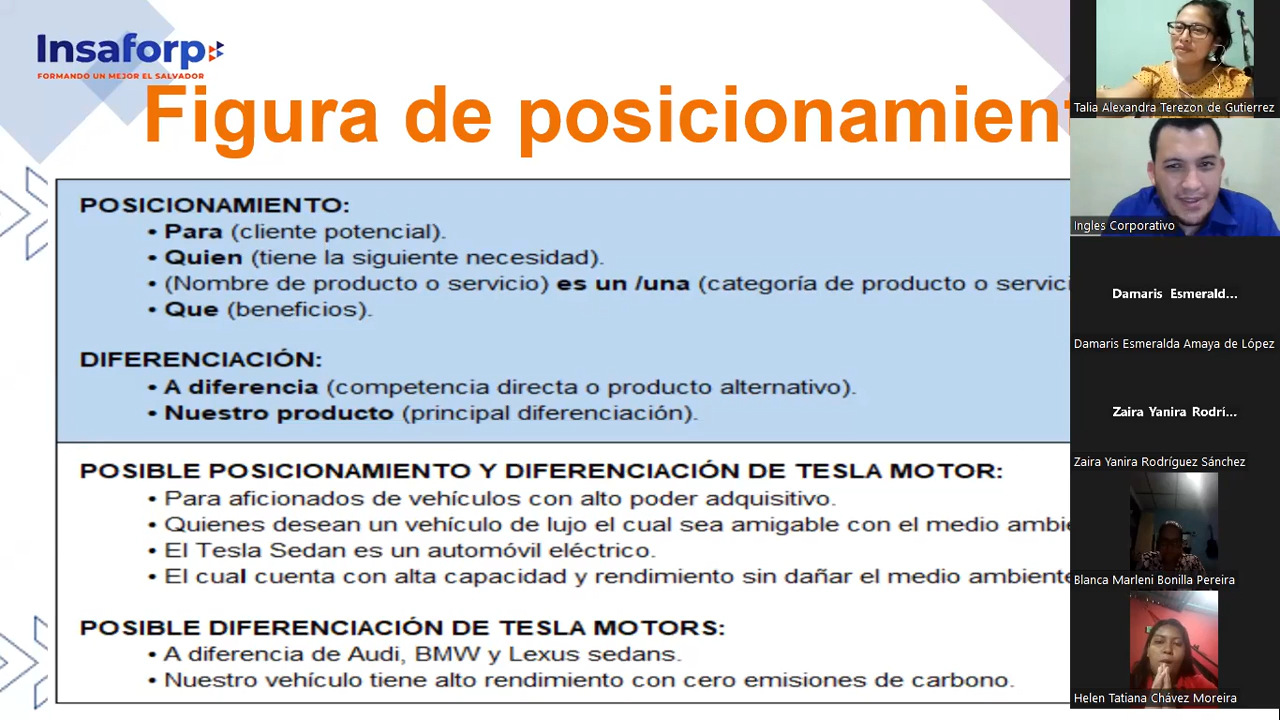 Insaforp
FORMANDO UN MEJOR EL SALVADOR
Figura de posicionamien
POSICIONAMIENTO:
• Para (cliente potencial).
• Quien (tiene la siguiente necesidad).
• (Nombre de producto o servicio) es un /una (categoría de producto o servici
• Que (beneficios).
DIFERENCIACIÓN:
• A diferencia (competencia directa o producto alternativo).
• Nuestro producto (principal diferenciación).
POSIBLE POSICIONAMIENTO Y DIFERENCIACIÓN DE TESLA MOTOR:
• Para aficionados de vehículos con alto poder adquisitivo.
• Quienes desean un vehículo de lujo el cual sea amigable con el medio ambie
• El Tesla Sedan es un automóvil eléctrico.
• El cual cuenta con alta capacidad y rendimiento sin dañar el medio ambiente
POSIBLE DIFERENCIACIÓN DE TESLA MOTORS:
• A diferencia de Audi, BMW y Lexus sedans.
• Nuestro vehículo tiene alto rendimiento con cero emisiones de carbono.
Talia Alexandra Terezon de Gutierrez
Ingles Corporativo
Damaris Esmerald...
Damaris Esmeralda Amaya de López
Zaira Yanira Rodrí...
Zaira Yanira Rodríguez Sánchez
Blanca Marleni Bonilla Pereira
Helen Tatiana Chávez Moreira